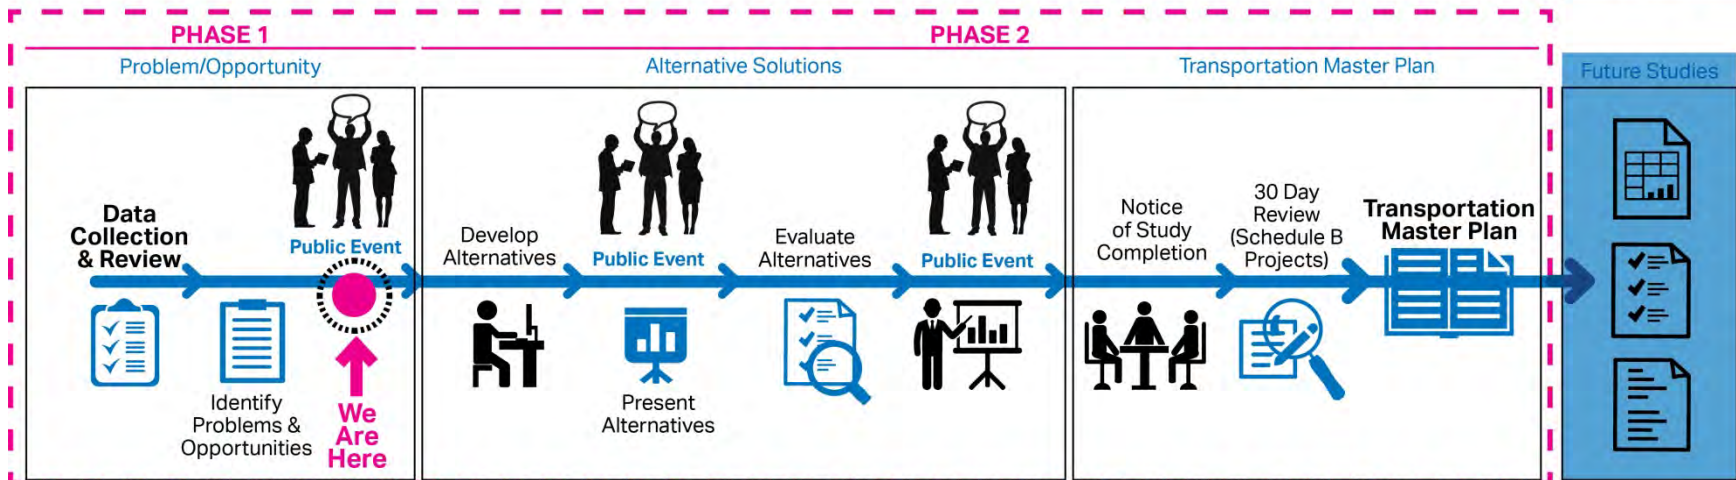 PHASE 1
PHASE 2
Problem/Opportunity
Alternative Solutions
Transportation Master Plan
Future Studies
Data
Collection
& Review
Identify
Problems &
Opportunities
Public Event
We
Are
Here
Develop
Alternatives
Public Event
Present
Alternatives
Evaluate
Alternatives
Public Event
Notice
of Study
Completion
30 Day
Review
(Schedule B
Projects)
Transportation
Master Plan